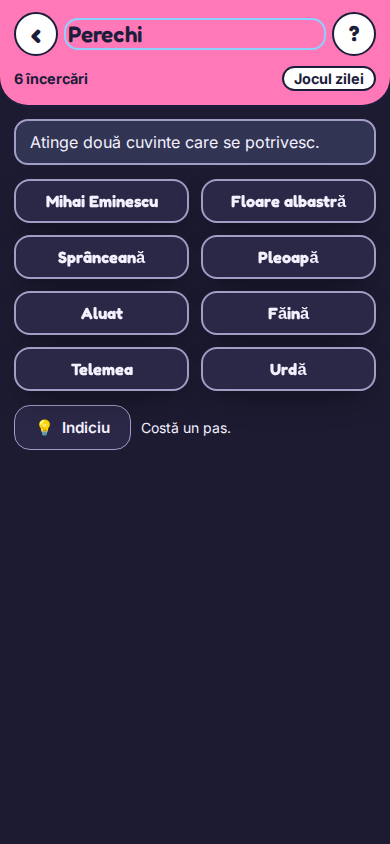 Perechi
?
6 încercări
Jocul zilei
Atinge două cuvinte care se potrivesc.
Mihai Eminescu
Floare albastră
Sprânceană
Pleoapă
Aluat
Făină
Telemea
Urdă
Indiciu
Costă un pas.